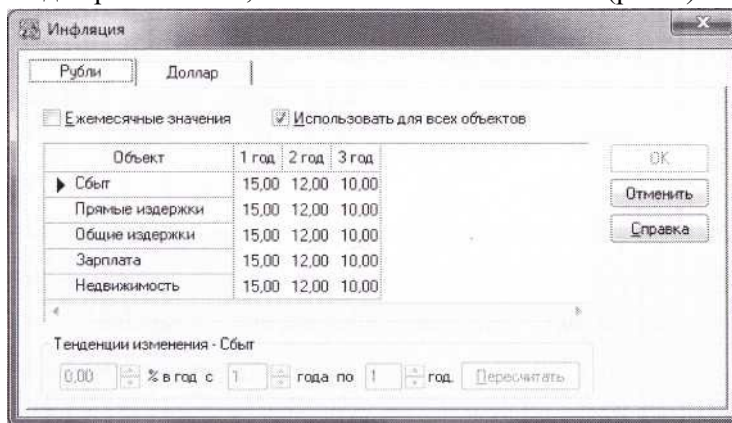 Инфляция
Рубли Доллар
Ежемесячные значения Использовать для всех объектов
Объект 1 год 2 год 3 год
Сбыт 15,00 12,00 10,00
Прямые издержки 15,00 12,00 10,00
Общие издержки 15,00 12,00 10,00
Зарплата 15,00 12,00 10,00
Недвижимость 15,00 12,00 10,00
OK
Отменить
Справка
Тенденции изменения - Сбыт
0,00 % в год с 1 года по 1 год. Пересчитать